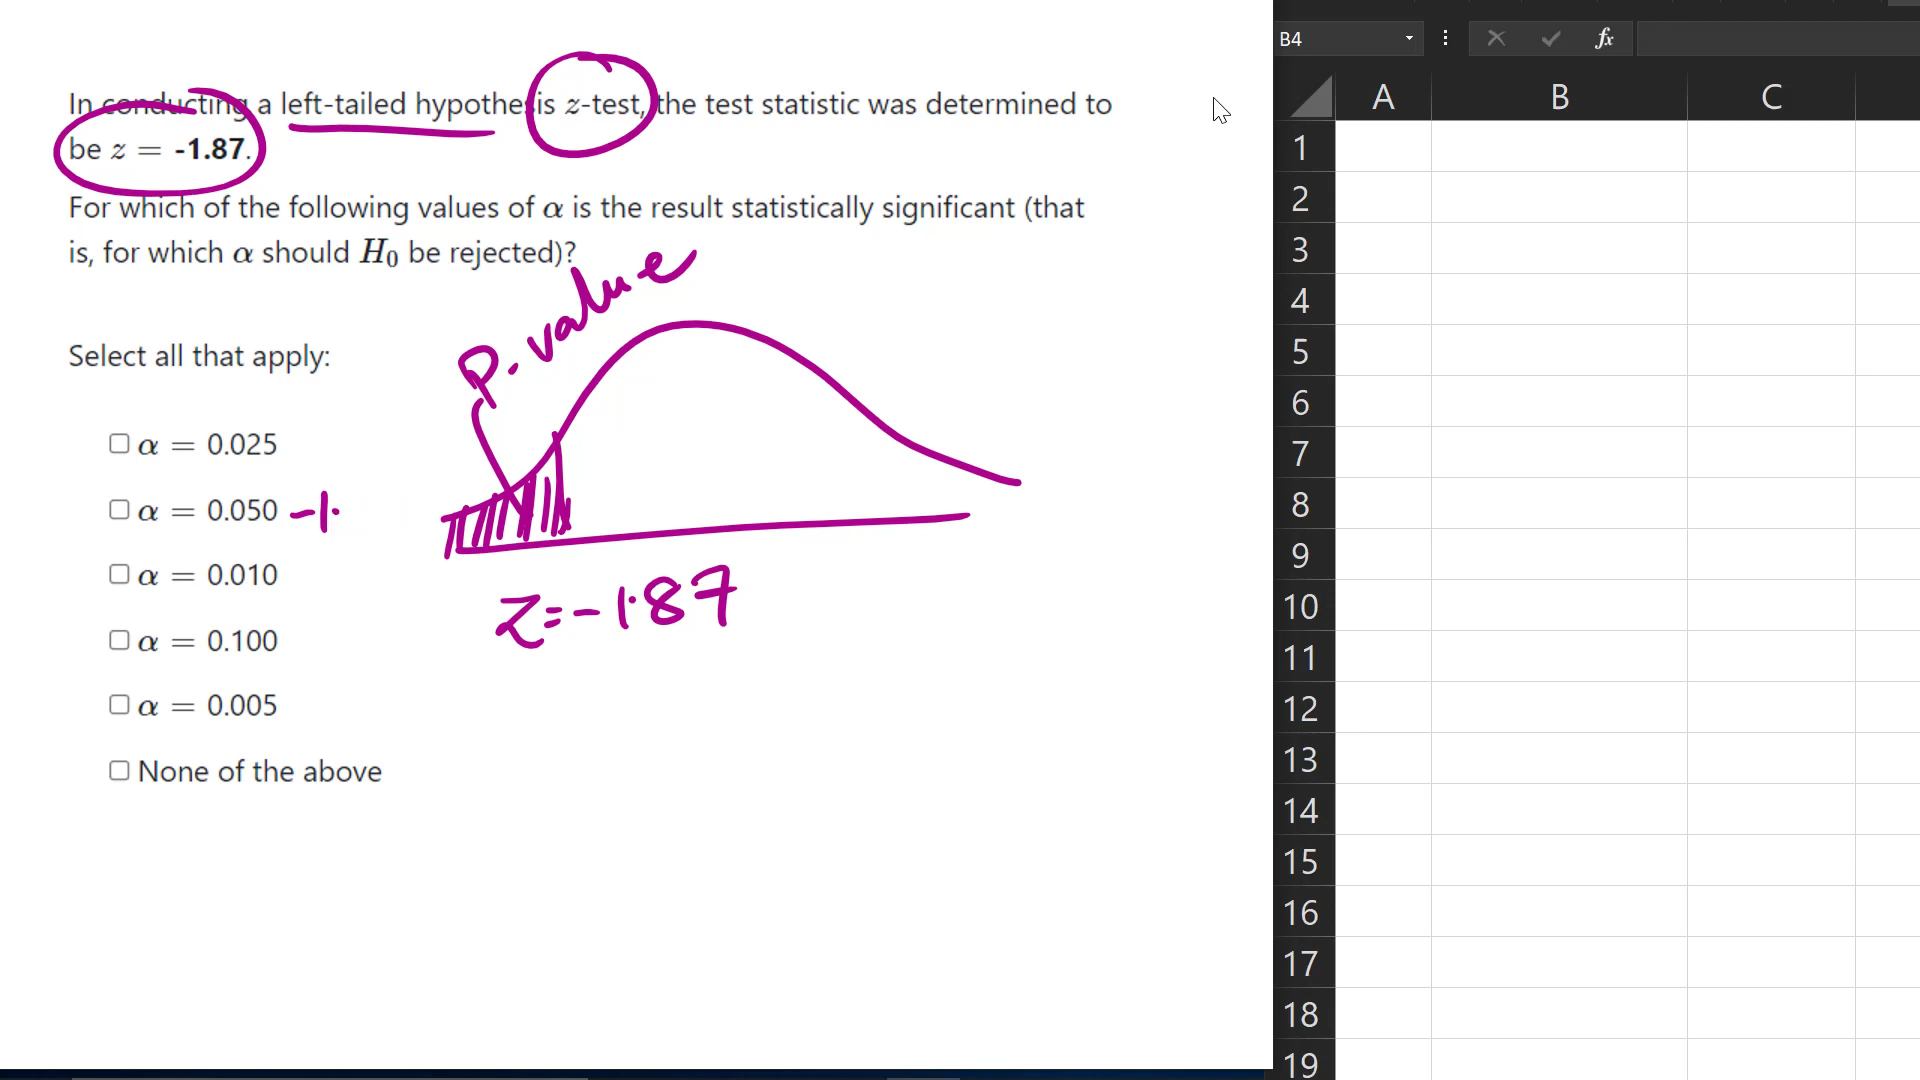 B4
fx
A B C
In conducting a left-tailed hypothesis z-test, the test statistic was determined to
be z = -1.87.
For which of the following values of α is the result statistically significant (that
is, for which α should H₀ be rejected)?
P. value
Select all that apply:
α = 0.025
α = 0.050 -1.
α = 0.010
z=-1.87
α = 0.100
α = 0.005
None of the above
1
2
3
4
5
6
7
8
9
10
11
12
13
14
15
16
17
18
19